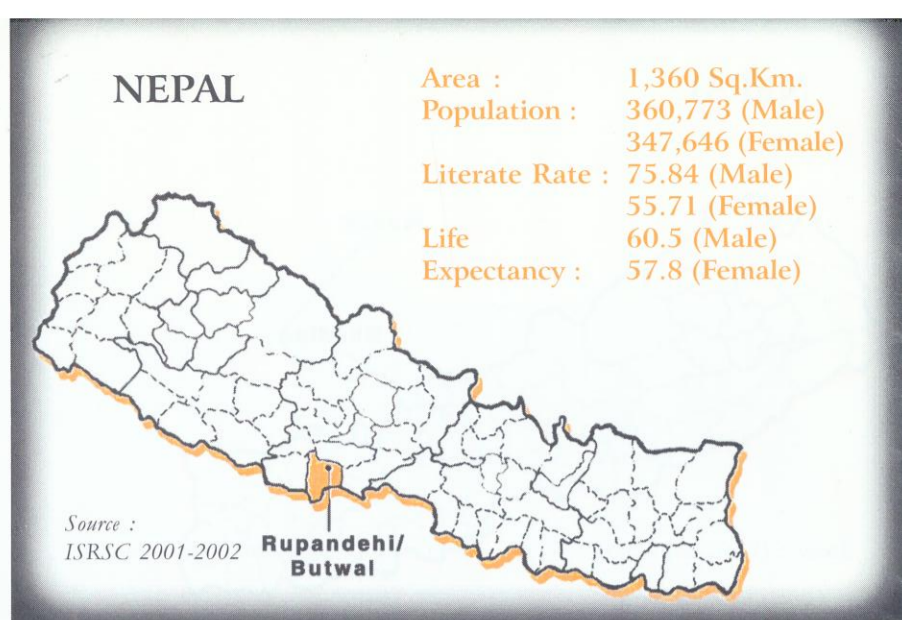 NEPAL
Area : 1,360 Sq.Km.
Population : 360,773 (Male)
347,646 (Female)
Literate Rate : 75.84 (Male)
55.71 (Female)
Life 60.5 (Male)
Expectancy : 57.8 (Female)
Source :
ISRSC 2001-2002
Rupandehi/
Butwal